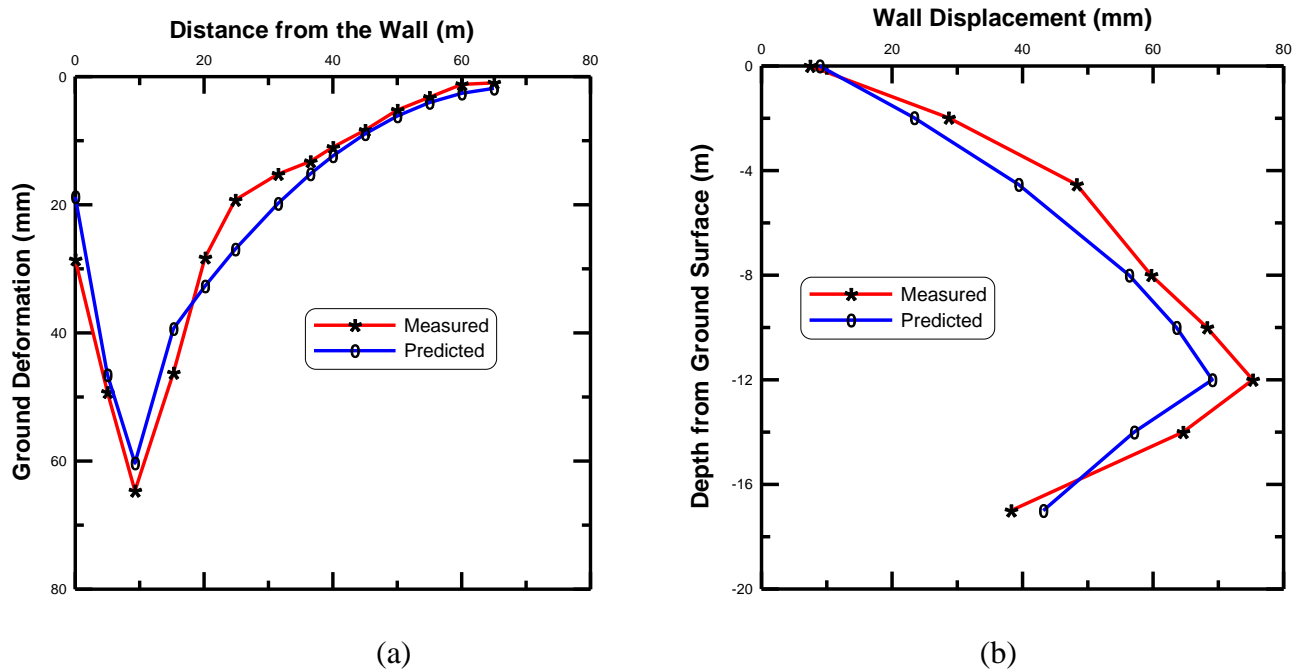 Distance from the Wall (m)
0 20 40 60 80
0
20
40
60
80
Ground Deformation (mm)
Measured
Predicted
(a)
Wall Displacement (mm)
0 20 40 60 80
0
-4
-8
-12
-16
-20
Depth from Ground Surface (m)
Measured
Predicted
(b)